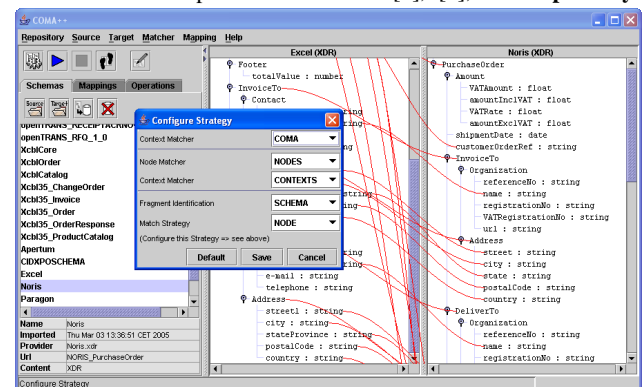 COMA++
Repository Source Target Matcher Mapping Help
Schemas Mappings Operations
Source Target
XcblCore
XcblOrder
XcblCatalog
Xcbl35_ChangeOrder
Xcbl35_Invoice
Xcbl35_Order
Xcbl35_OrderResponse
Xcbl35_ProductCatalog
Apertum
CIDXPOSCHEMA
Excel
Noris
Paragon
Name Noris
Imported Thu Mar 03 13:36:51 CET 2005
Provider Noris.xdr
Url NORIS_PurchaseOrder
Content XDR
Configure Strategy
Configure Strategy
Context Matcher COMA
Node Matcher NODES
Context Matcher CONTEXTS
Fragment Identification SCHEMA
Match Strategy NODE
(Configure this Strategy => see above)
Default Save Cancel
Excel (XDR)
Footer
totalValue : number
InvoiceTo
Contact
e-mail : string
telephone : string
Address
street1 : string
city : string
stateProvince : string
postalCode : string
country : string
Noris (XDR)
PurchaseOrder
Amount
VATAmount : float
amountInclVAT : float
VATRate : float
amountExclVAT : float
shipmentDate : date
customerOrderRef : string
InvoiceTo
Organization
referenceNo : string
name : string
registrationNo : string
VATRegistrationNo : string
url : string
Address
street : string
city : string
state : string
postalCode : string
country : string
DeliverTo
Organization
referenceNo : string
name : string
registrationNo : string